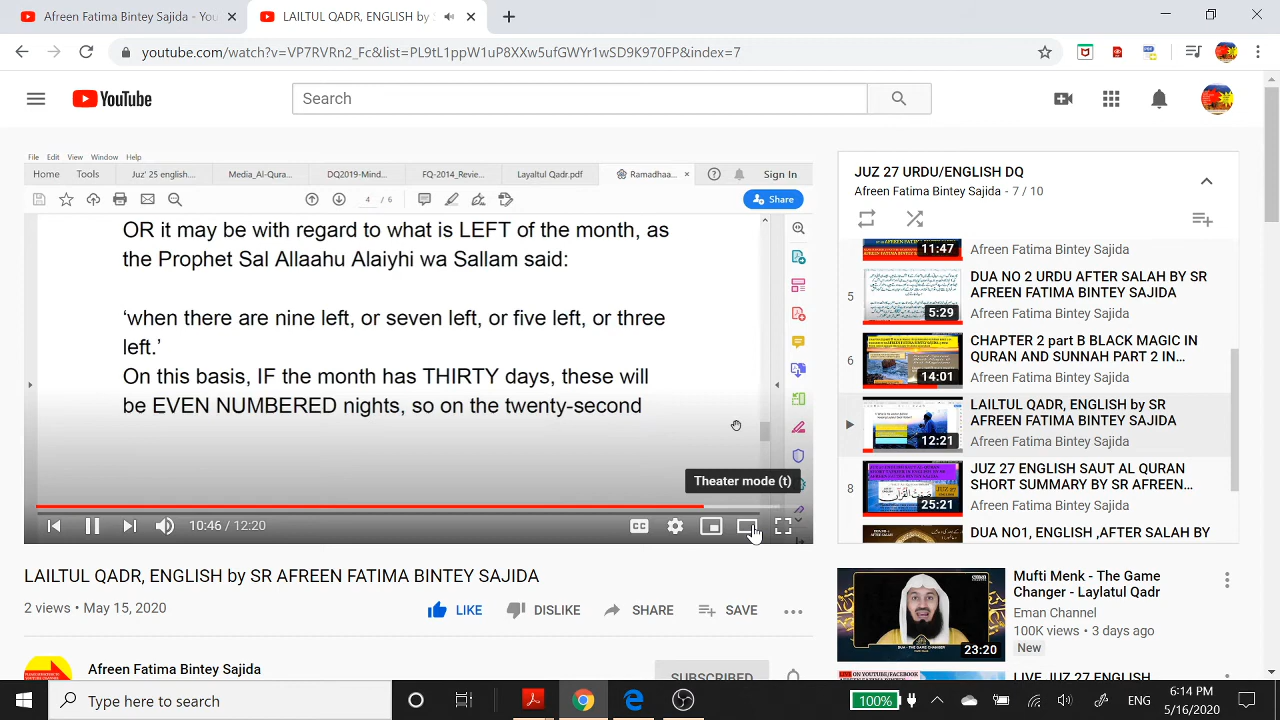 Afreen Fatima Bintey Sajida - You
LAILTUL QADR, ENGLISH by S
youtube.com/watch?v=VP7RVRn2_Fc&list=PL9tL1ppW1uP8XXw5ufGWYr1wSD9K970FP&index=7
YouTube
Search
File Edit View Window Help
Home Tools Juz' 25 english.... Media_Al-Qura... DQ2019-Mind... FQ-2014_Revie... Laylatul Qadr.pdf Ramadhaa... Sign In
4 / 6
Share
OR it may be with regard to what is LEFT of the month, as
the Prophet Sal Allaahu Alaiyhi wa Sallam said:
‘when there are nine left, or seven left, or five left, or three
left.’
On this basis, IF the month has THIRTY days, these will
be EVEN NUMBERED nights, so on the twenty-second
Theater mode (t)
10:46 / 12:20
CC
LAILTUL QADR, ENGLISH by SR AFREEN FATIMA BINTEY SAJIDA
2 views • May 15, 2020
LIKE DISLIKE SHARE SAVE
Afreen Fatima Bintey Sajida
SUBSCRIBED
JUZ 27 URDU/ENGLISH DQ
Afreen Fatima Bintey Sajida - 7 / 10
11:47
Afreen Fatima Bintey Sajida
5
5:29
DUA NO 2 URDU AFTER SALAH BY SR
AFREEN FATIMA BINTEY SAJIDA
Afreen Fatima Bintey Sajida
6
14:01
CHAPTER 2 part B BLACK MAGIC IN
QURAN AND SUNNAH PART 2 IN...
Afreen Fatima Bintey Sajida
12:21
LAILTUL QADR, ENGLISH by SR
AFREEN FATIMA BINTEY SAJIDA
Afreen Fatima Bintey Sajida
8
25:21
JUZ 27 ENGLISH SAUT AL QURAN
SHORT SUMMARY BY SR AFREEN...
Afreen Fatima Bintey Sajida
DUA NO1, ENGLISH ,AFTER SALAH BY
23:20
Mufti Menk - The Game
Changer - Laylatul Qadr
Eman Channel
100K views • 3 days ago
New
LIVE JUZ 27 ENGLISH
Type here to search
100%
ENG
6:14 PM
5/16/2020